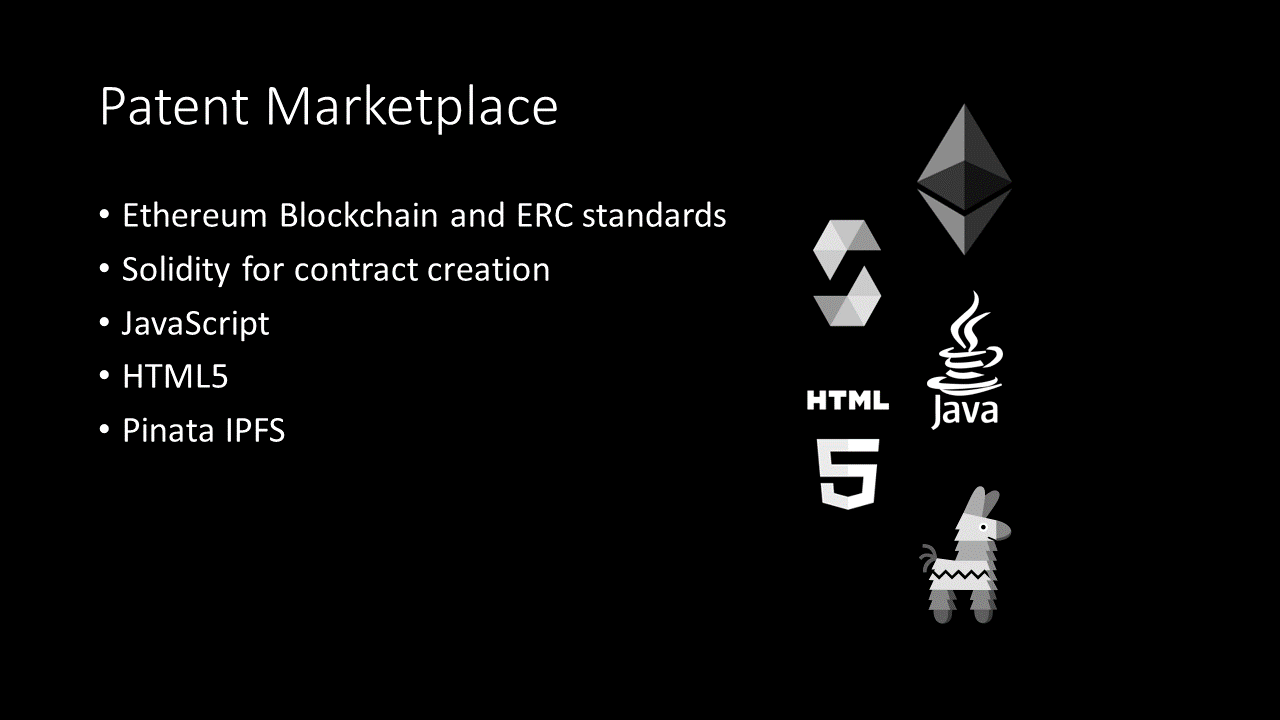 Patent Marketplace
• Ethereum Blockchain and ERC standards
• Solidity for contract creation
• JavaScript
• HTML5
• Pinata IPFS
HTML
5
Java